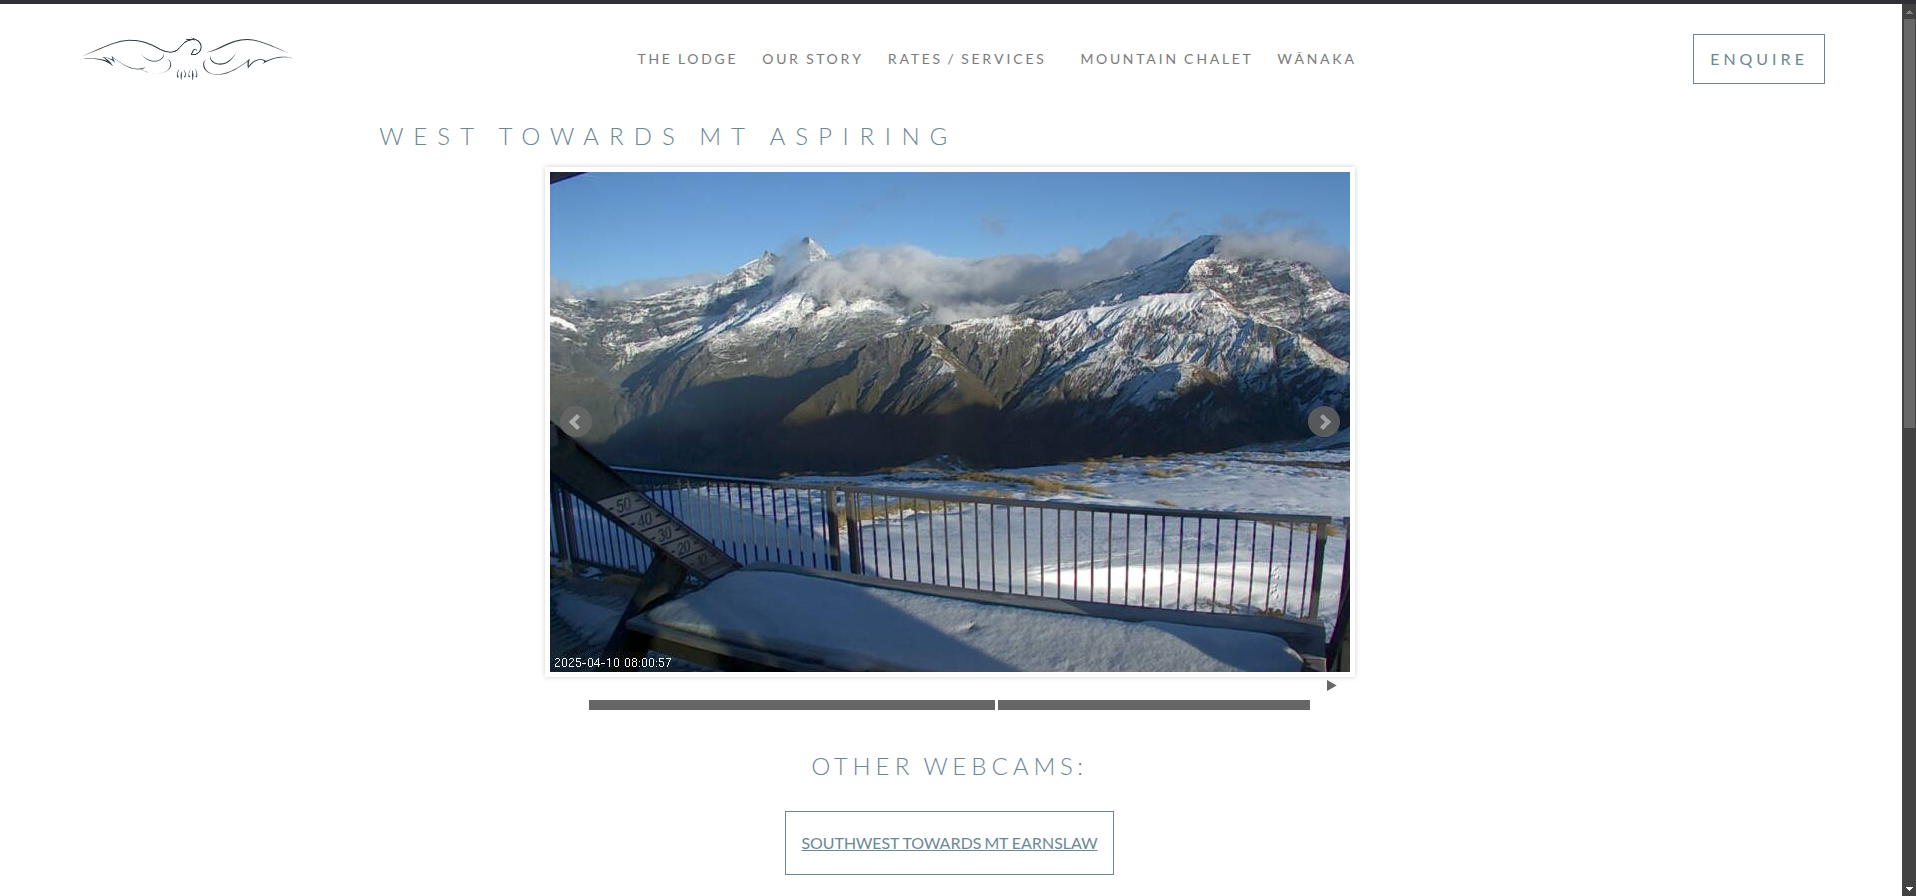 THE LODGE OUR STORY RATES / SERVICES MOUNTAIN CHALET WĀNAKA
ENQUIRE
WEST TOWARDS MT ASPIRING
50
40
30
20
10
2025-04-10 08:00:57
OTHER WEBCAMS:
SOUTHWEST TOWARDS MT EARNSLAW